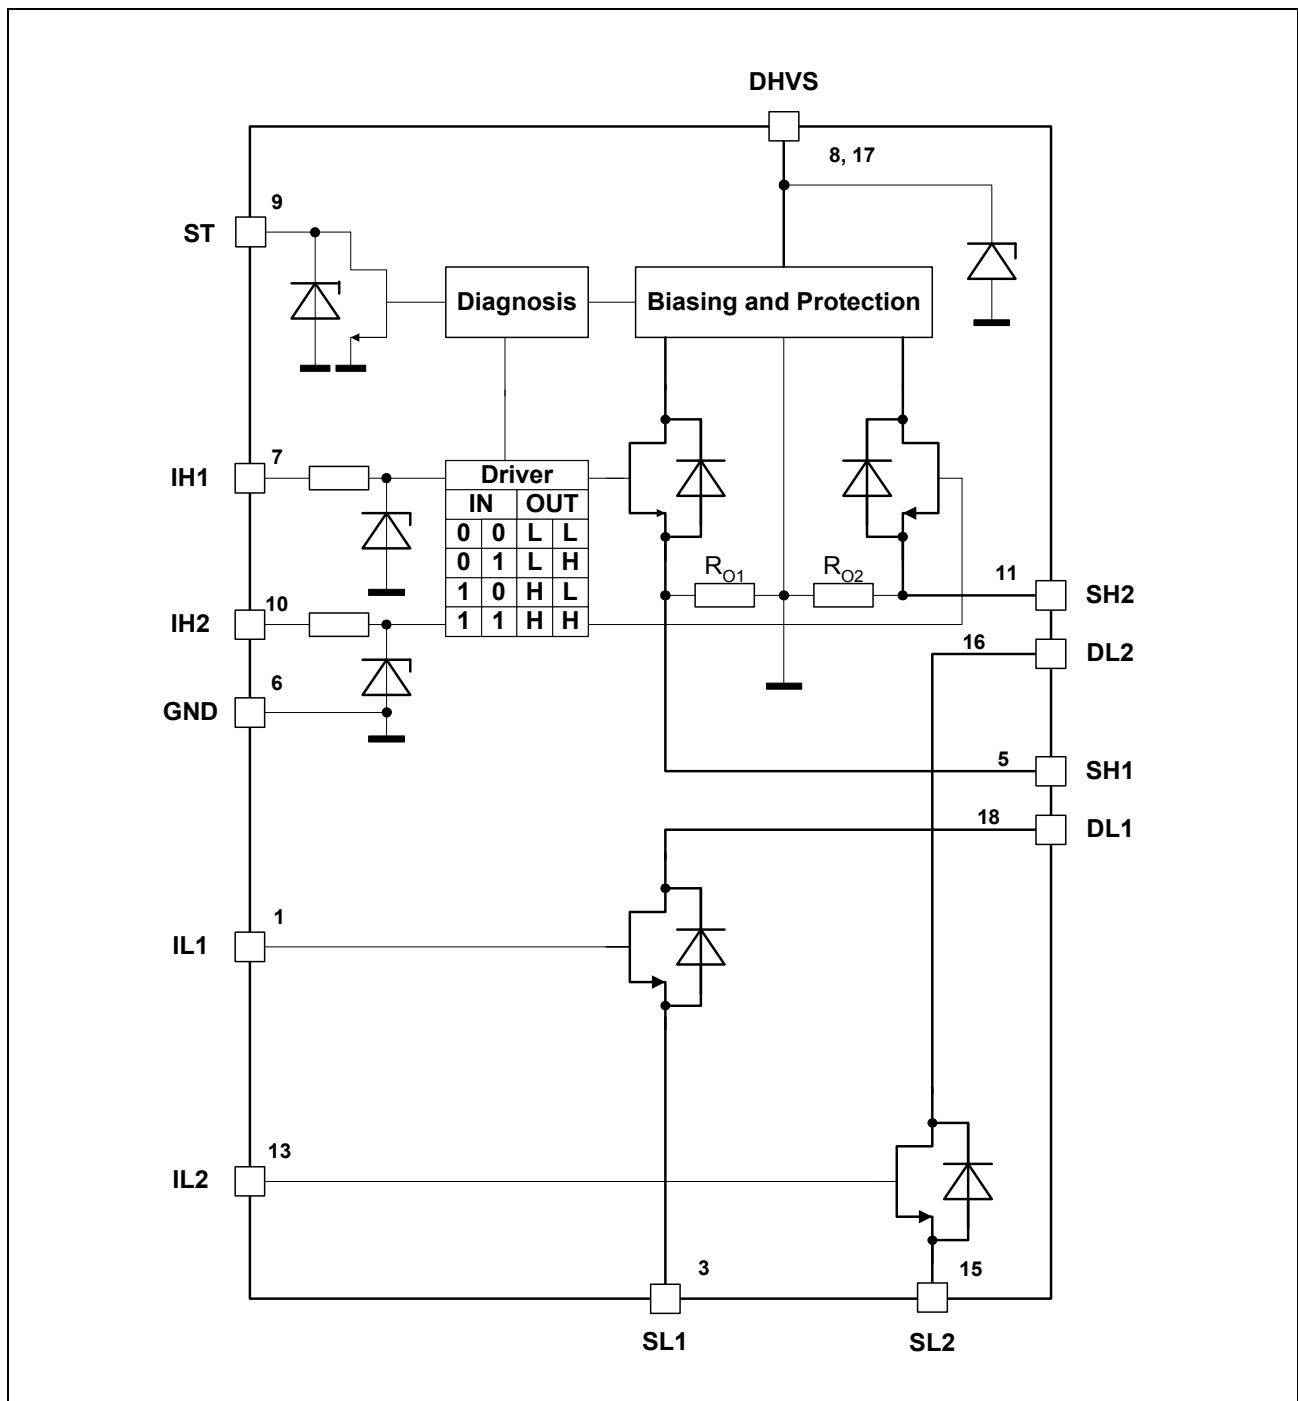 DHVS
8, 17
9
ST
Diagnosis
Biasing and Protection
7
IH1
Driver
IN OUT
0 0 L L
0 1 L H
1 0 H L
1 1 H H
RO1
RO2
11
SH2
10
IH2
16
DL2
6
GND
5
SH1
18
DL1
1
IL1
13
IL2
3
15
SL1
SL2